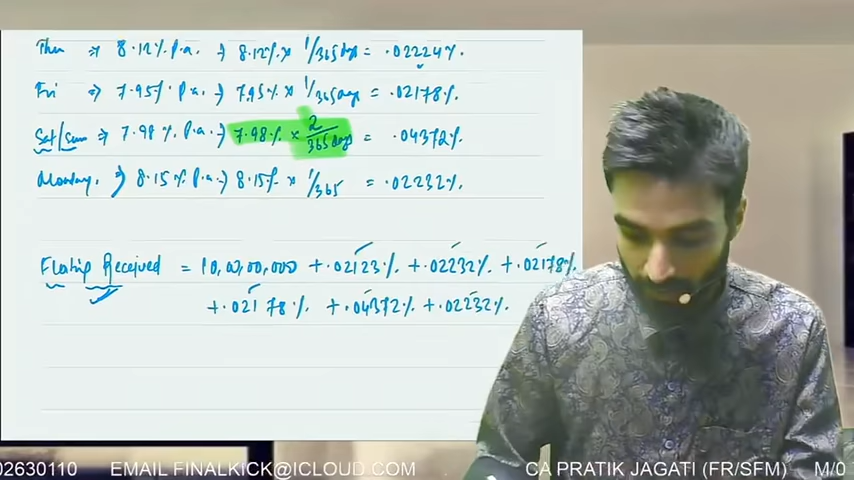 Thu ⇒ 8.12% P.a. → 8.12% × 1/365 days = .02224%.
Fri ⇒ 7.95% P.a. → 7.95% × 1/365 days = .02178%.
Sat/Sun ⇒ 7.98% P.a. → 7.98% × 2/365 days = .04372%.
Monday. → 8.15% P.a. → 8.15% × 1/365 = .02232%.
Floating Received = 10,00,00,000 + .02123% + .02232% + .02178%
+ .02178% + .04372% + .02232%.
02630110 EMAIL FINALKICK@ICLOUD.COM CA PRATIK JAGATI (FR/SFM) M/0